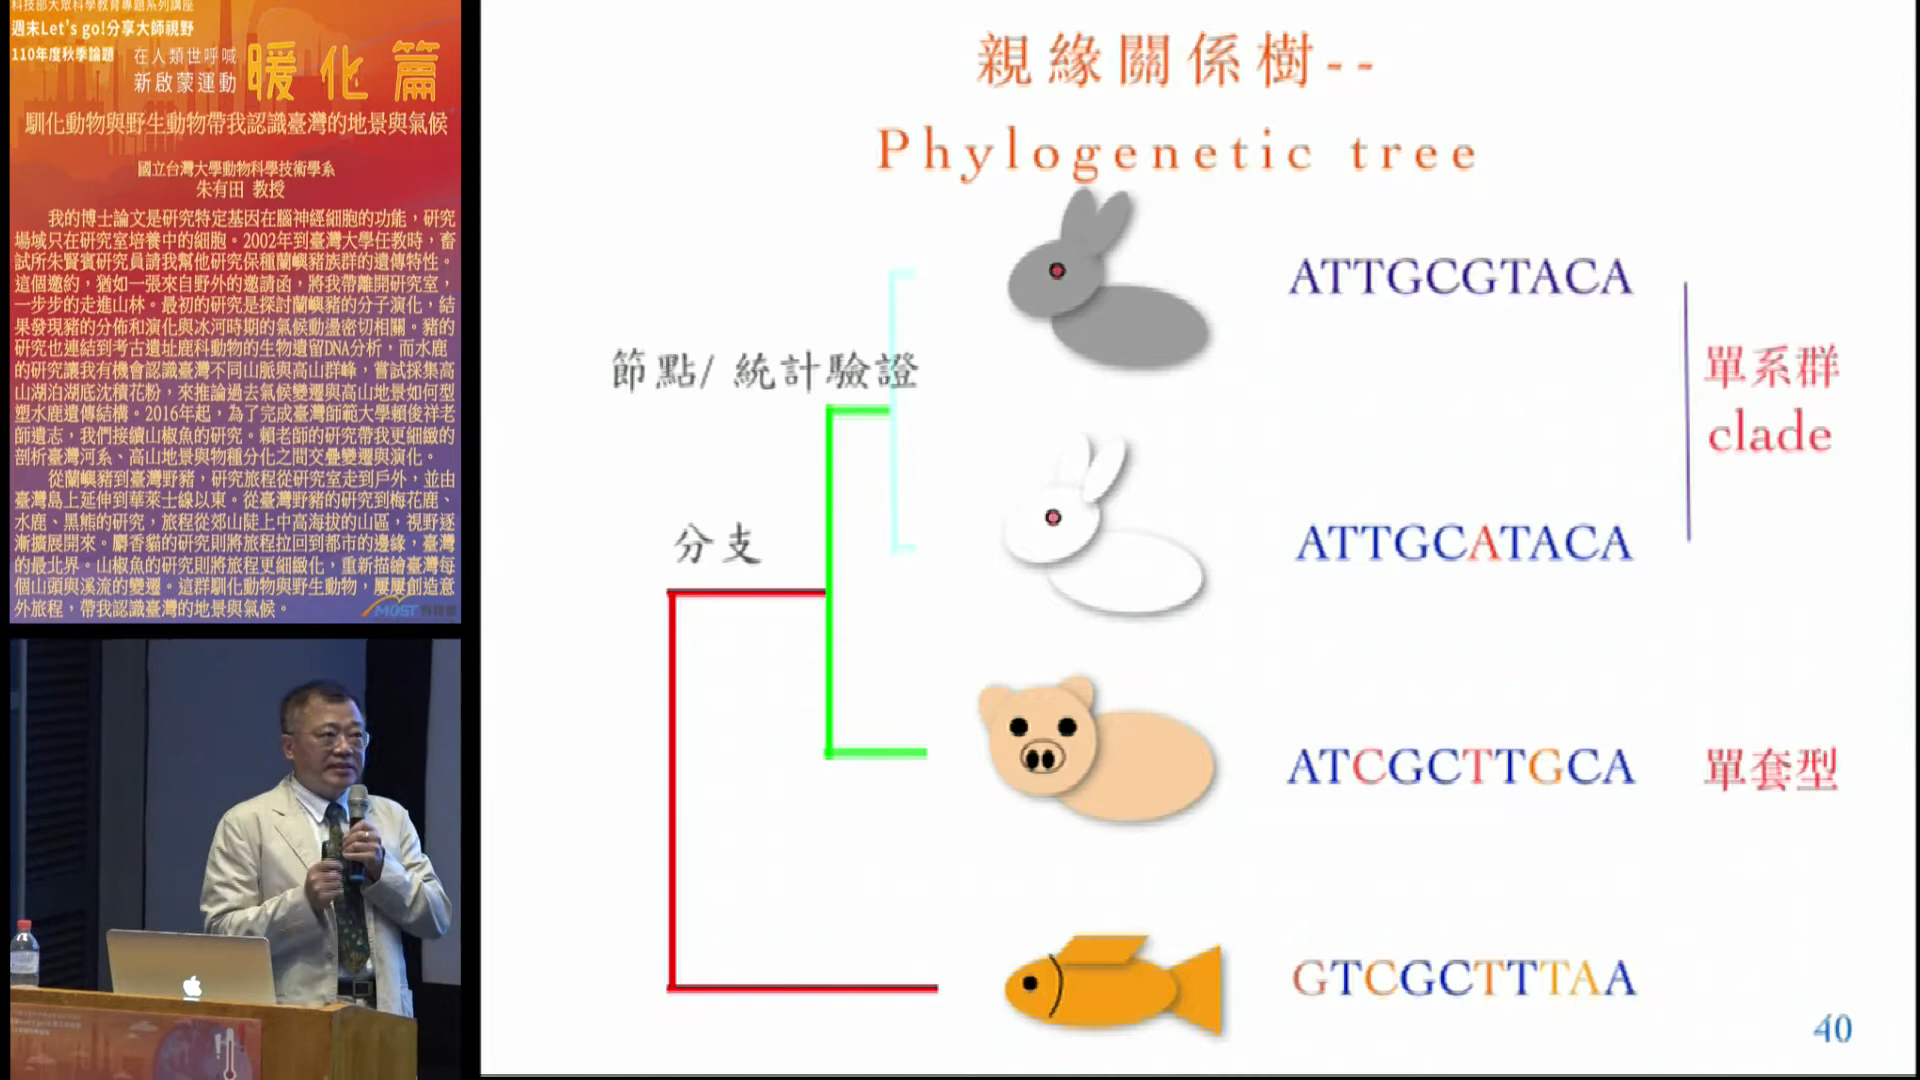 科技部大眾科學教育專題系列講座
週末Let's go!分享大師視野
110年度秋季論題
在人類世呼喊
新啟蒙運動
暖化篇
馴化動物與野生動物帶我認識臺灣的地景與氣候
國立台灣大學動物科學技術學系
朱有田 教授
我的博士論文是研究特定基因在腦神經細胞的功能，研究
場域只在研究室培養中的細胞。2002年到臺灣大學任教時，畜
試所朱賢賓研究員請我幫他研究保種蘭嶼豬族群的遺傳特性。
這個邀約，猶如一張來自野外的邀請函，將我帶離開研究室，
一步步的走進山林。最初的研究是探討蘭嶼豬的分子演化，結
果發現豬的分佈和演化與冰河時期的氣候動盪密切相關。豬的
研究也連結到考古遺址鹿科動物的生物遺留DNA分析，而水鹿
的研究讓我有機會認識臺灣不同山脈與高山群峰，嘗試採集高
山湖泊湖底沈積花粉，來推論過去氣候變遷與高山地景如何型
塑水鹿遺傳結構。2016年起，為了完成臺灣師範大學賴俊祥老
師遺志，我們接續山椒魚的研究。賴老師的研究帶我更細緻的
剖析臺灣河系、高山地景與物種分化之間交疊變遷與演化。
從蘭嶼豬到臺灣野豬，研究旅程從研究室走到戶外，並由
臺灣島上延伸到華萊士線以東。從臺灣野豬的研究到梅花鹿、
水鹿、黑熊的研究，旅程從郊山陡上中高海拔的山區，視野逐
漸擴展開來。麝香貓的研究則將旅程拉回到都市的邊緣，臺灣
的最北界。山椒魚的研究則將旅程更細緻化，重新描繪臺灣每
個山頭與溪流的變遷。這群馴化動物與野生動物，屢屢創造意
外旅程，帶我認識臺灣的地景與氣候。
MOST
親緣關係樹--
Phylogenetic tree
ATTGCGTACA
節點/ 統計驗證
單系群
clade
分支
ATTGCATACA
ATCGCTTGCA
單套型
GTCGCTTTAA
40